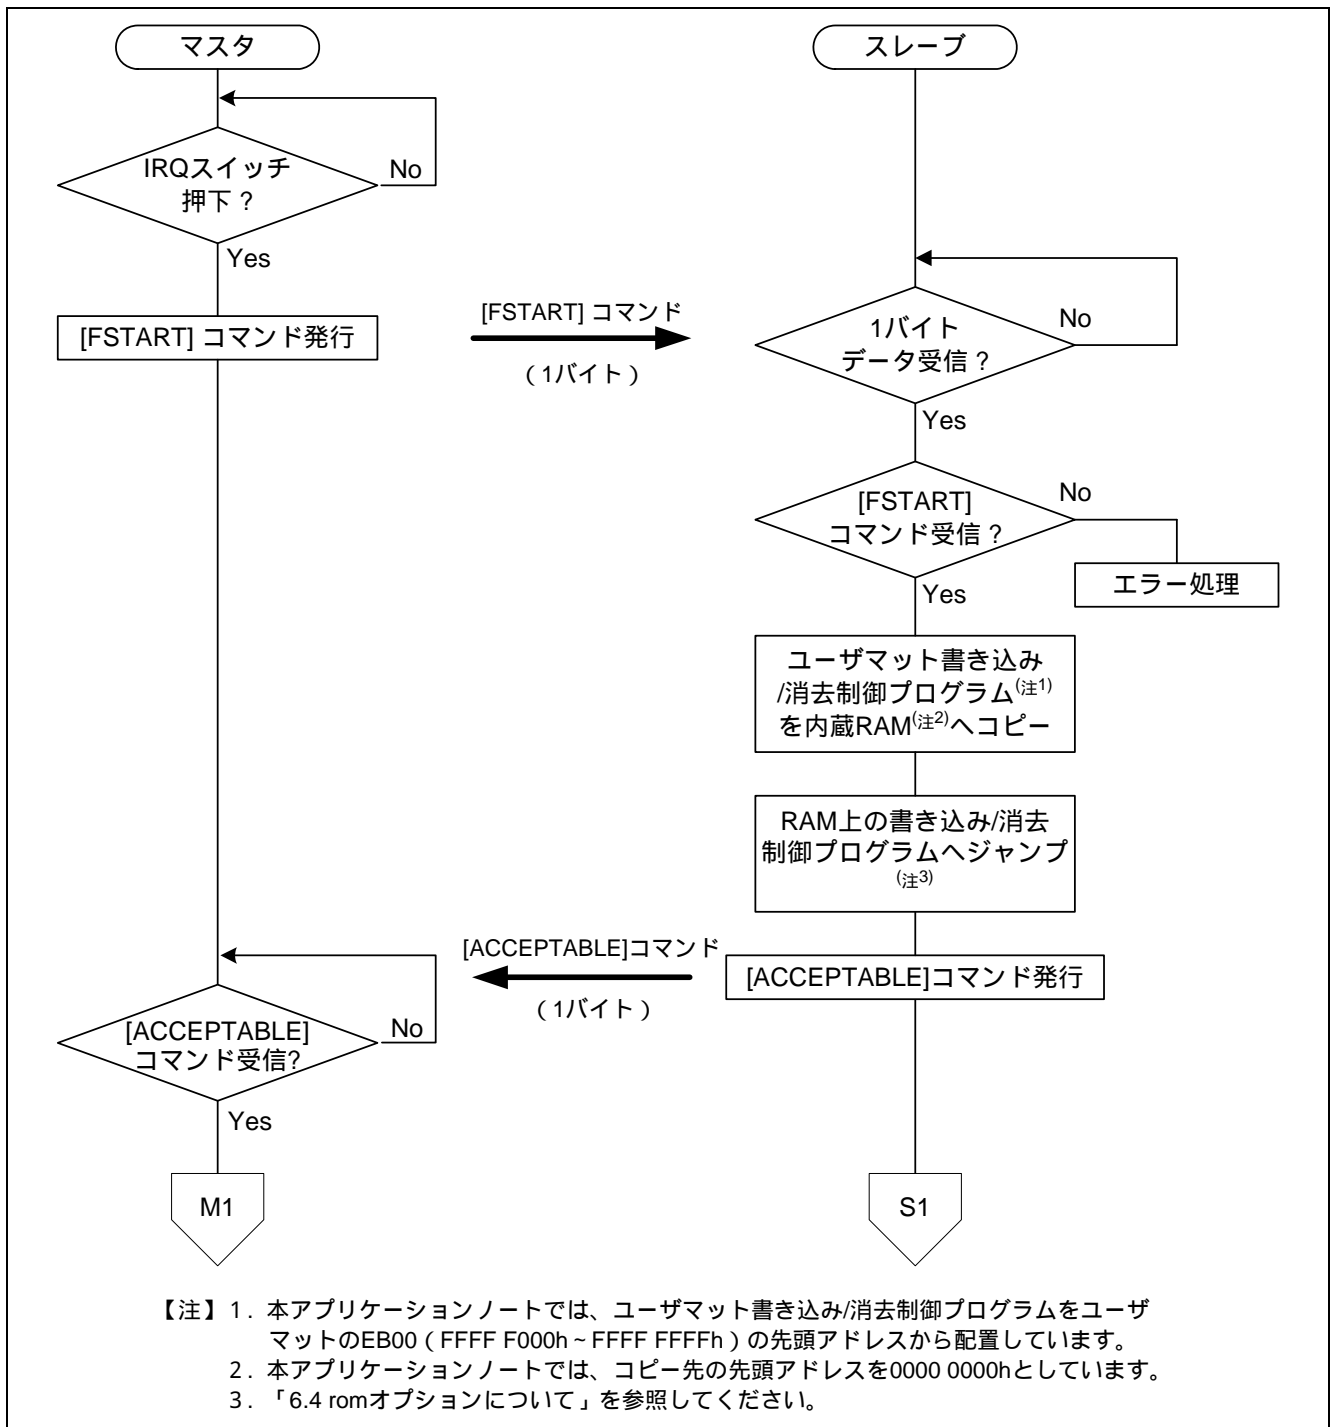 マスタ
IRQスイッチ
押下？
No
Yes
[FSTART] コマンド発行
[FSTART] コマンド
（1バイト）
スレーブ
1バイト
データ受信？
No
Yes
[FSTART]
コマンド受信？
No
エラー処理
Yes
ユーザマット書き込み
/消去制御プログラム(注1)
を内蔵RAM(注2)へコピー
RAM上の書き込み/消去
制御プログラムへジャンプ
(注3)
[ACCEPTABLE]コマンド発行
[ACCEPTABLE]コマンド
（1バイト）
[ACCEPTABLE]
コマンド受信?
No
Yes
M1
S1
【注】1．本アプリケーションノートでは、ユーザマット書き込み/消去制御プログラムをユーザ
マットのEB00（FFFF F000h～FFFF FFFFh）の先頭アドレスから配置しています。
2．本アプリケーションノートでは、コピー先の先頭アドレスを0000 0000hとしています。
3．「6.4 romオプションについて」を参照してください。